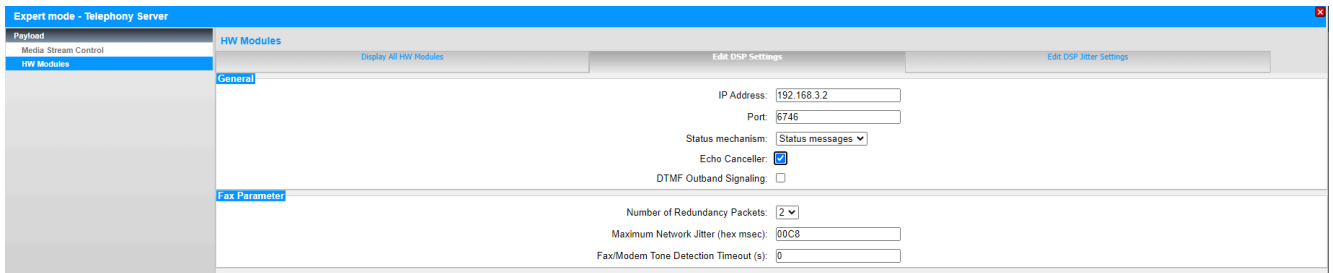 Expert mode - Telephony Server
Payload
Media Stream Control
HW Modules
HW Modules
Display All HW Modules
Edit DSP Settings
Edit DSP Jitter Settings
General
IP Address: 192.168.3.2
Port: 6746
Status mechanism: Status messages
Echo Canceller:
DTMF Outband Signaling:
Fax Parameter
Number of Redundancy Packets: 2
Maximum Network Jitter (hex msec): 00C8
Fax/Modem Tone Detection Timeout (s): 0